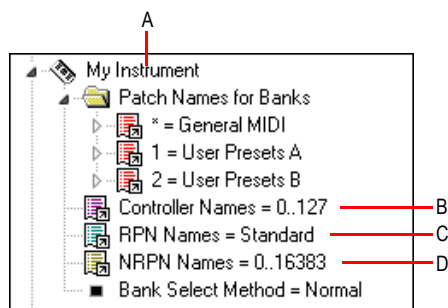 A
My Instrument
Patch Names for Banks
* = General MIDI
1 = User Presets A
2 = User Presets B
Controller Names = 0..127
B
RPN Names = Standard
C
NRPN Names = 0..16383
D
Bank Select Method = Normal